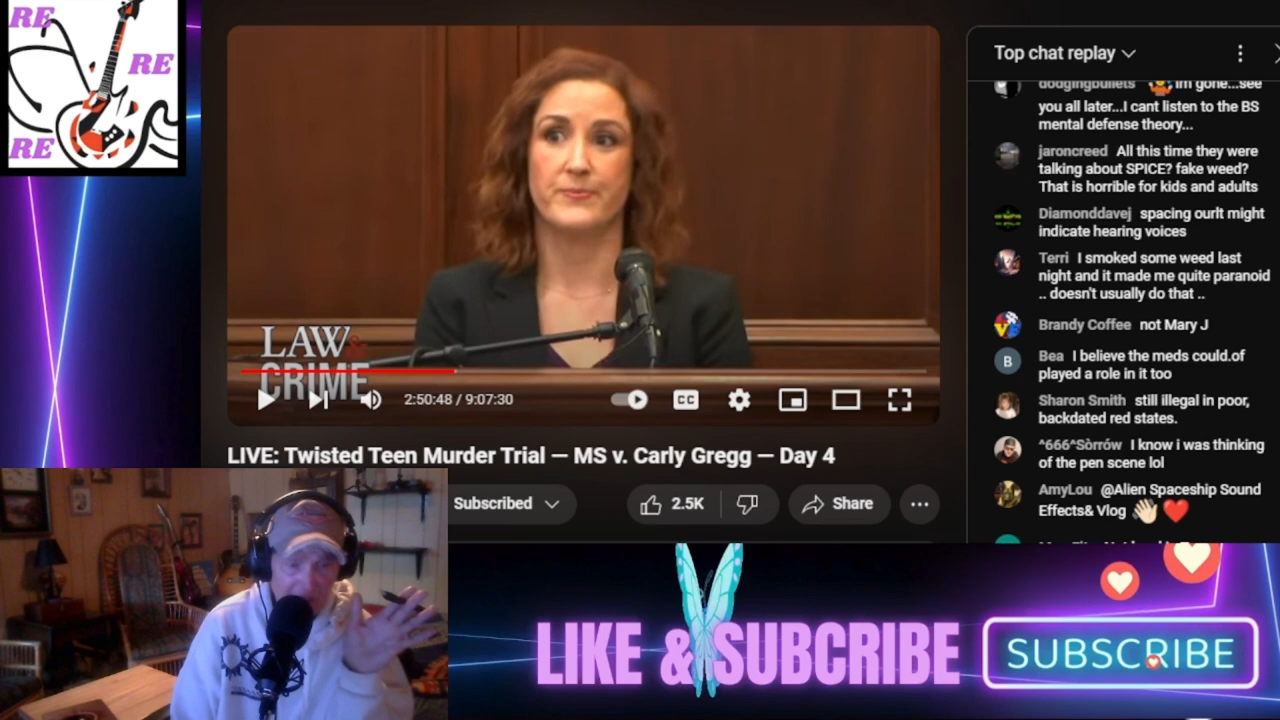 RE
RE
RE
LAW
CRIME
2:50:48 / 9:07:30
CC
LIVE: Twisted Teen Murder Trial — MS v. Carly Gregg — Day 4
Subscribed
2.5K
Share
Top chat replay
dodgingbullets im gone...see
you all later...I cant listen to the BS
mental defense theory...
jaroncreed All this time they were
talking about SPICE? fake weed?
That is horrible for kids and adults
Diamonddavej spacing ourlt might
indicate hearing voices
Terri I smoked some weed last
night and it made me quite paranoid
.. doesn't usually do that ..
Brandy Coffee not Mary J
B
Bea I believe the meds could.of
played a role in it too
Sharon Smith still illegal in poor,
backdated red states.
^666^Sòrrów I know i was thinking
of the pen scene lol
AmyLou @Alien Spaceship Sound
Effects& Vlog
LIKE & SUBCRIBE
SUBSCRIBE